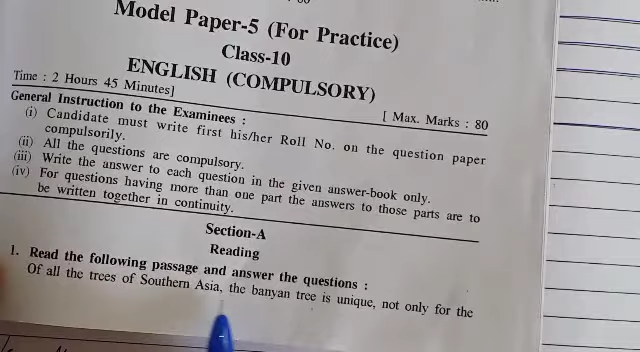 Model Paper-5 (For Practice)
Class-10
ENGLISH (COMPULSORY)
Time : 2 Hours 45 Minutes]
[ Max. Marks : 80
General Instruction to the Examinees :
(i) Candidate must write first his/her Roll No. on the question paper
compulsorily.
(ii) All the questions are compulsory.
(iii) Write the answer to each question in the given answer-book only.
(iv) For questions having more than one part the answers to those parts are to
be written together in continuity.
Section-A
Reading
1. Read the following passage and answer the questions :
Of all the trees of Southern Asia, the banyan tree is unique, not only for the